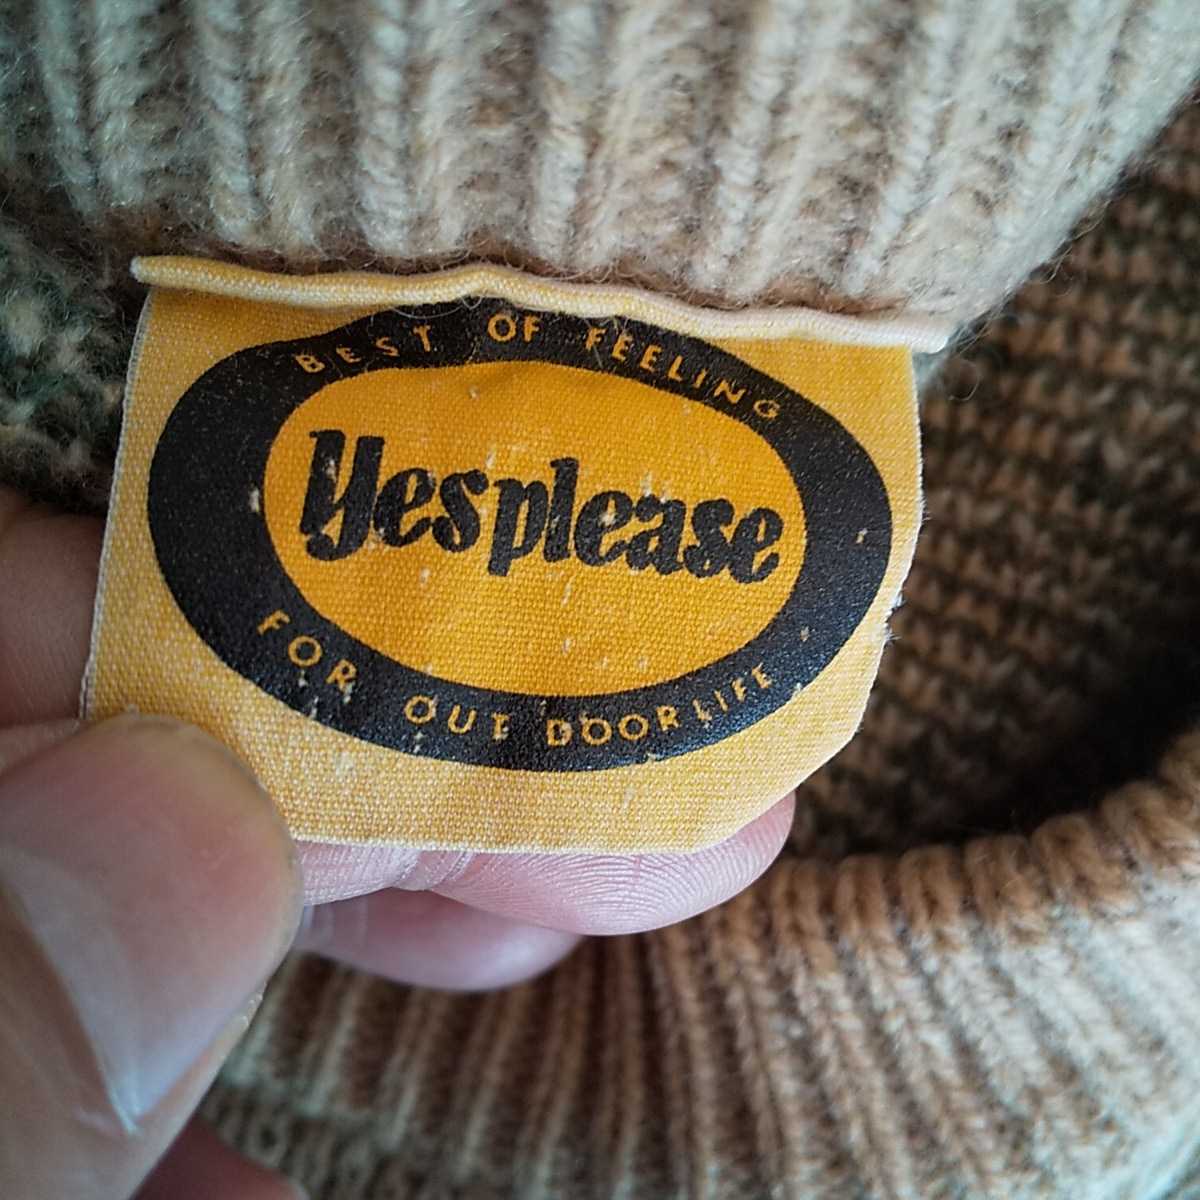 BEST OF FEELING
Yesplease
FOR OUT DOOR LIFE